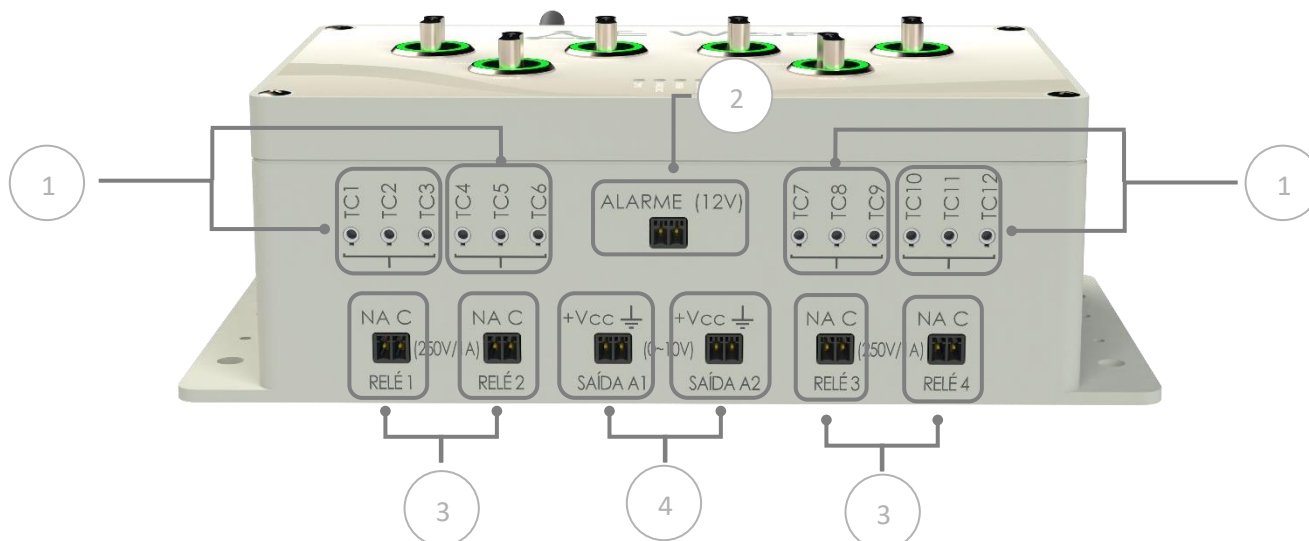 2
1
TC1 TC2 TC3 TC4 TC5 TC6
ALARME (12V)
TC7 TC8 TC9 TC10 TC11 TC12
1
NA C
NA C
+Vcc
+Vcc
NA C
NA C
(0~10V)
RELÉ 1
RELÉ 2
SAÍDA A1
SAÍDA A2
RELÉ 3
RELÉ 4
3
4
3